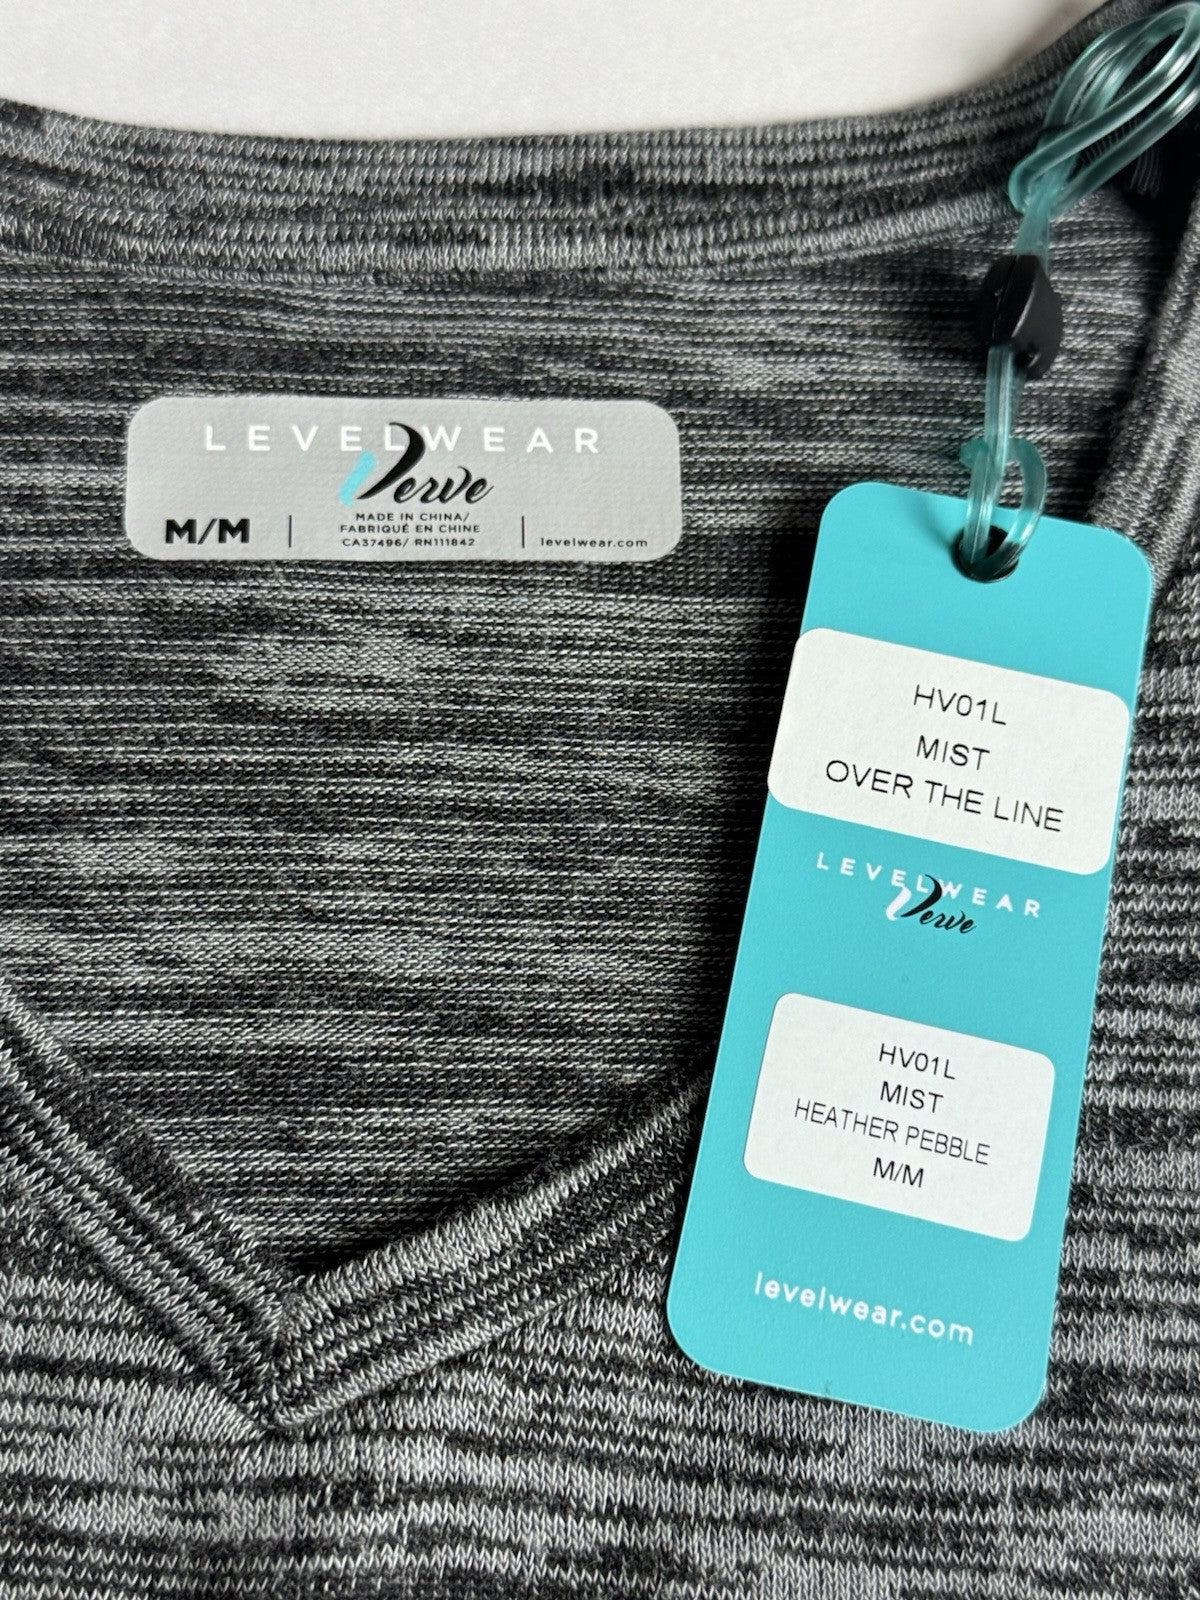 LEVELWEAR
Verve
M/M
MADE IN CHINA/
FABRIQUÉ EN CHINE
CA37496/ RN111842
levelwear.com
HV01L
MIST
OVER THE LINE
LEVELWEAR
Verve
HV01L
MIST
HEATHER PEBBLE
M/M
levelwear.com